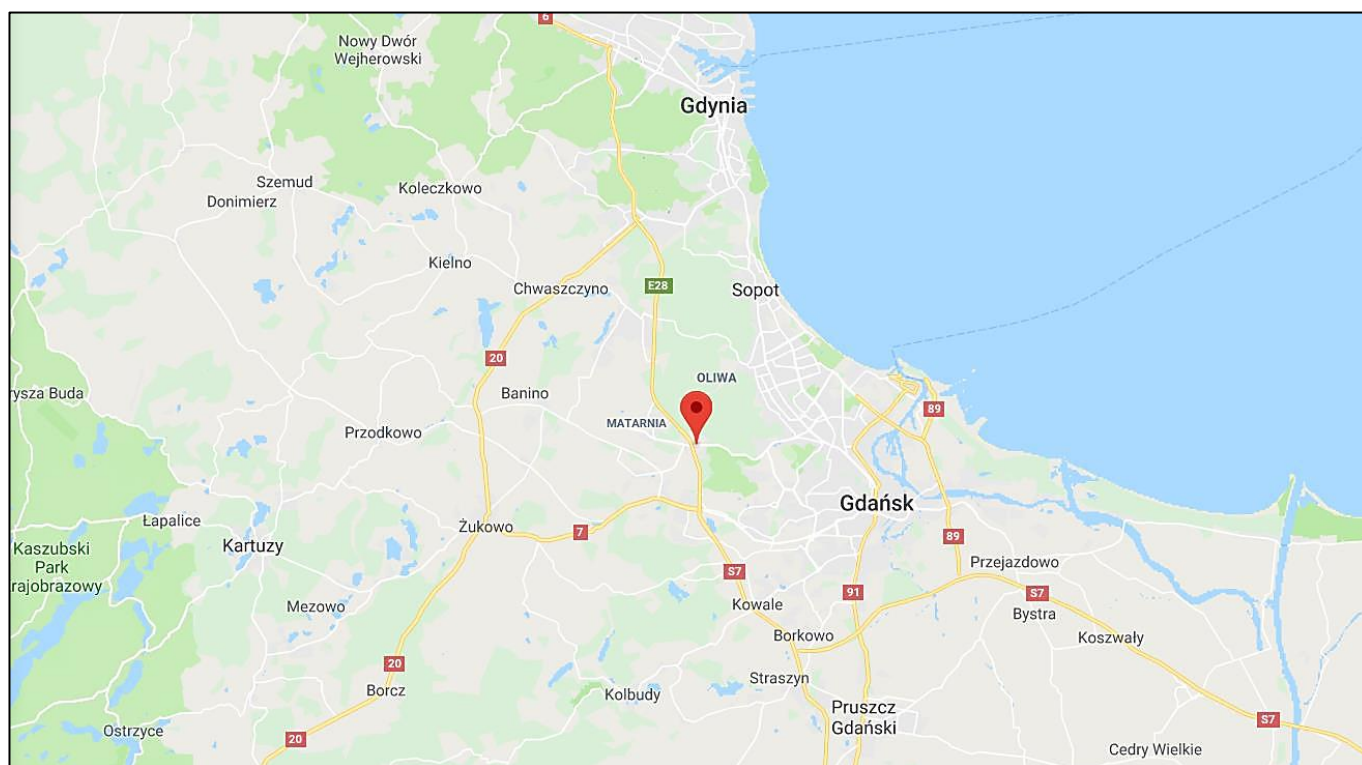 6
Nowy Dwór
Wejherowski
Gdynia
Szemud
Donimierz
Koleczkowo
Kielno
Chwaszczyno
E28
Sopot
20
OLIWA
rysza Buda
Banino
89
MATARNIA
Przodkowo
Łapalice
Żukowo
7
Gdańsk
Kartuzy
89
Kaszubski
Park
rajobrazowy
Przejazdowo
S7
91
S7
Mezowo
Kowale
Bystra
Borkowo
Koszwały
20
Straszyn
Borcz
Kolbudy
Pruszcz
Gdański
Ostrzyce
20
S7
Cedry Wielkie